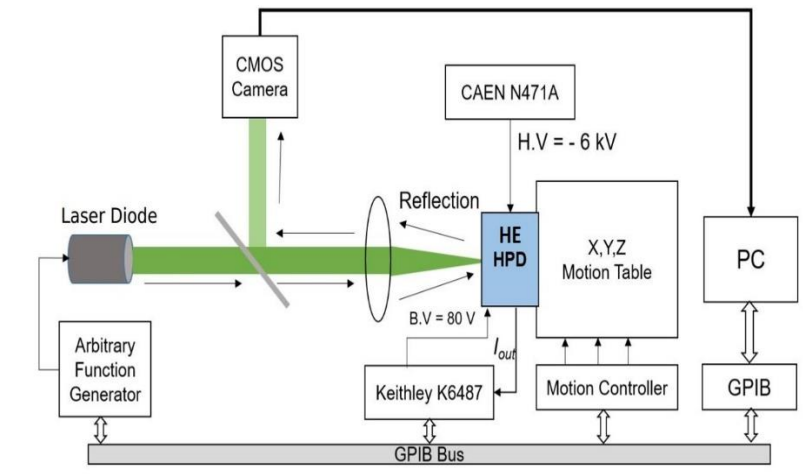 CMOS
Camera
CAEN N471A
H.V = - 6 kV
Laser Diode
Reflection
HE
HPD
X,Y,Z
Motion Table
PC
B.V = 80 V
Iout
Arbitrary
Function
Generator
Keithley K6487
Motion Controller
GPIB
GPIB Bus